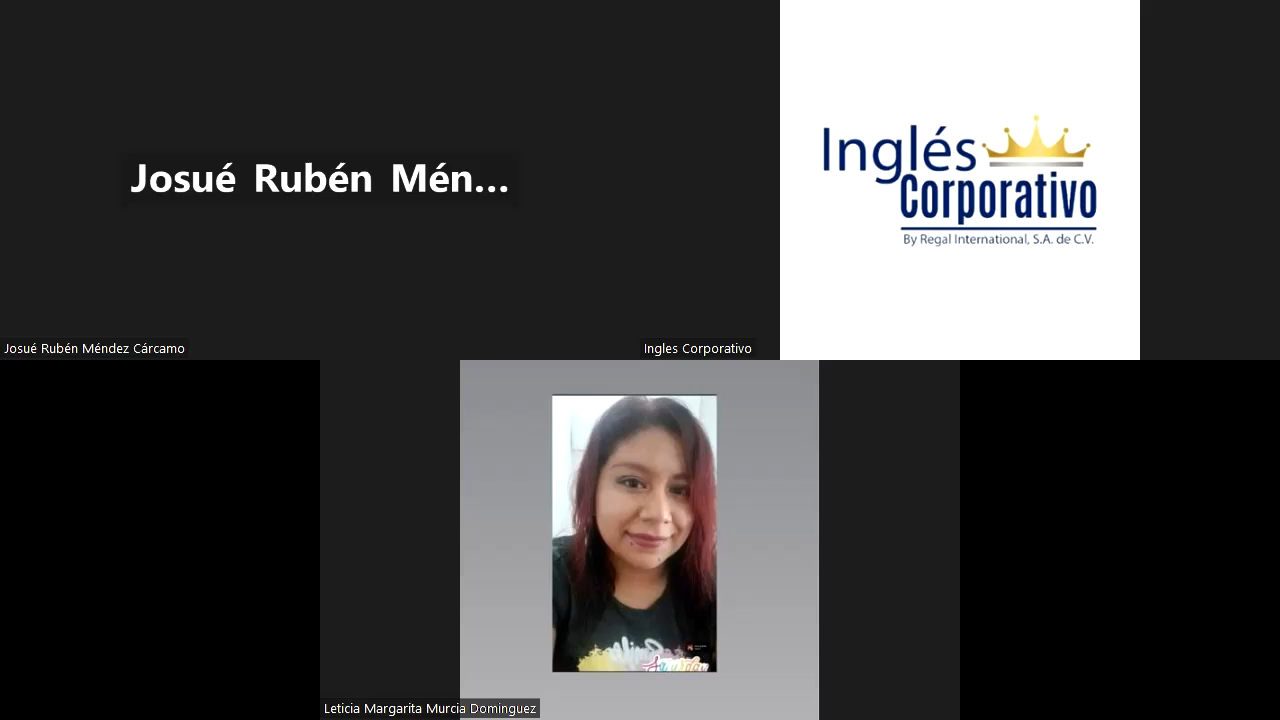 Josué Rubén Mén...
Inglés
Corporativo
By Regal International, S.A. de C.V.
Josué Rubén Méndez Cárcamo
Ingles Corporativo
Leticia Margarita Murcia Dominguez